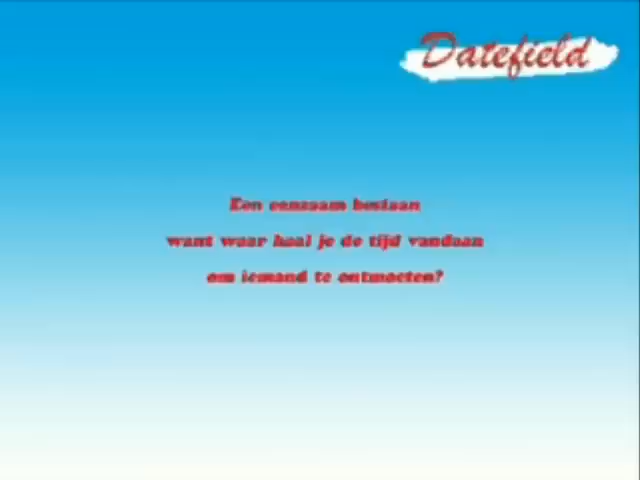 Datefield
Een eenzaam bestaan
want waar haal je de tijd vandaan
om iemand te ontmoeten?